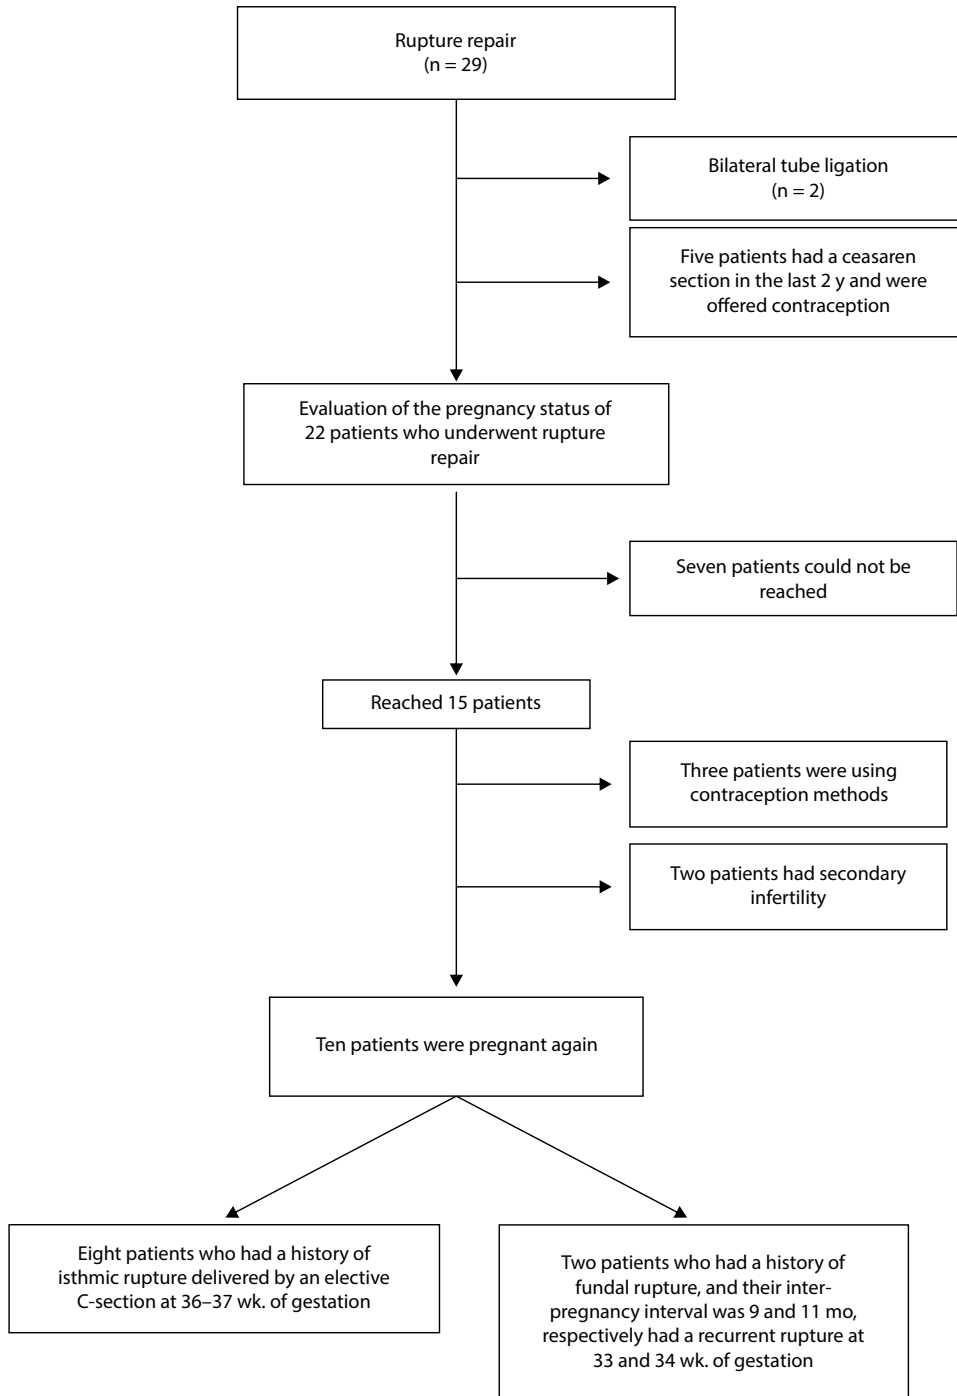 Rupture repair
(n = 29)
Bilateral tube ligation
(n = 2)
Five patients had a ceasaren
section in the last 2 y and were
offered contraception
Evaluation of the pregnancy status of
22 patients who underwent rupture
repair
Seven patients could not be
reached
Reached 15 patients
Three patients were using
contraception methods
Two patients had secondary
infertility
Ten patients were pregnant again
Eight patients who had a history of
isthmic rupture delivered by an elective
C-section at 36–37 wk. of gestation
Two patients who had a history of
fundal rupture, and their inter-
pregnancy interval was 9 and 11 mo,
respectively had a recurrent rupture at
33 and 34 wk. of gestation